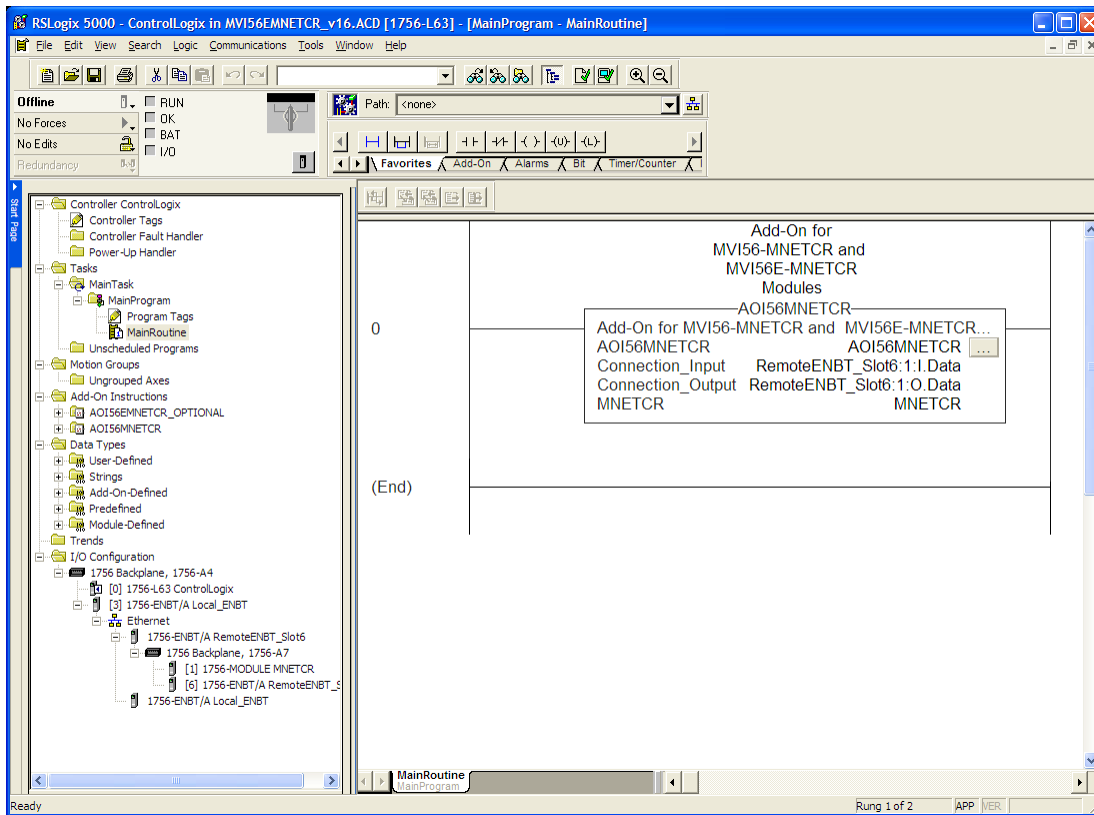 RSLogix 5000 - ControlLogix in MVI56EMNETCR_v16.ACD [1756-L63] - [MainProgram - MainRoutine]
File Edit View Search Logic Communications Tools Window Help
Offline
RUN
No Forces
OK
No Edits
BAT
Redundancy
I/O
Path: <none>
Favorites Add-On Alarms Bit Timer/Counter
Start Page
Controller ControlLogix
Controller Tags
Controller Fault Handler
Power-Up Handler
Tasks
MainTask
MainProgram
Program Tags
MainRoutine
Unscheduled Programs
Motion Groups
Ungrouped Axes
Add-On Instructions
AOI56EMNETCR_OPTIONAL
AOI56MNETCR
Data Types
User-Defined
Strings
Add-On-Defined
Predefined
Module-Defined
Trends
I/O Configuration
1756 Backplane, 1756-A4
[0] 1756-L63 ControlLogix
[3] 1756-ENBT/A Local_ENBT
Ethernet
1756-ENBT/A RemoteENBT_Slot6
1756 Backplane, 1756-A7
[1] 1756-MODULE MNETCR
[6] 1756-ENBT/A RemoteENBT_S
1756-ENBT/A Local_ENBT
Add-On for
MVI56-MNETCR and
MVI56E-MNETCR
Modules
AOI56MNETCR
0
Add-On for MVI56-MNETCR and MVI56E-MNETCR...
AOI56MNETCR AOI56MNETCR ...
Connection_Input RemoteENBT_Slot6:1:I.Data
Connection_Output RemoteENBT_Slot6:1:O.Data
MNETCR MNETCR
(End)
MainRoutine
MainProgram
Ready
Rung 1 of 2 APP VER